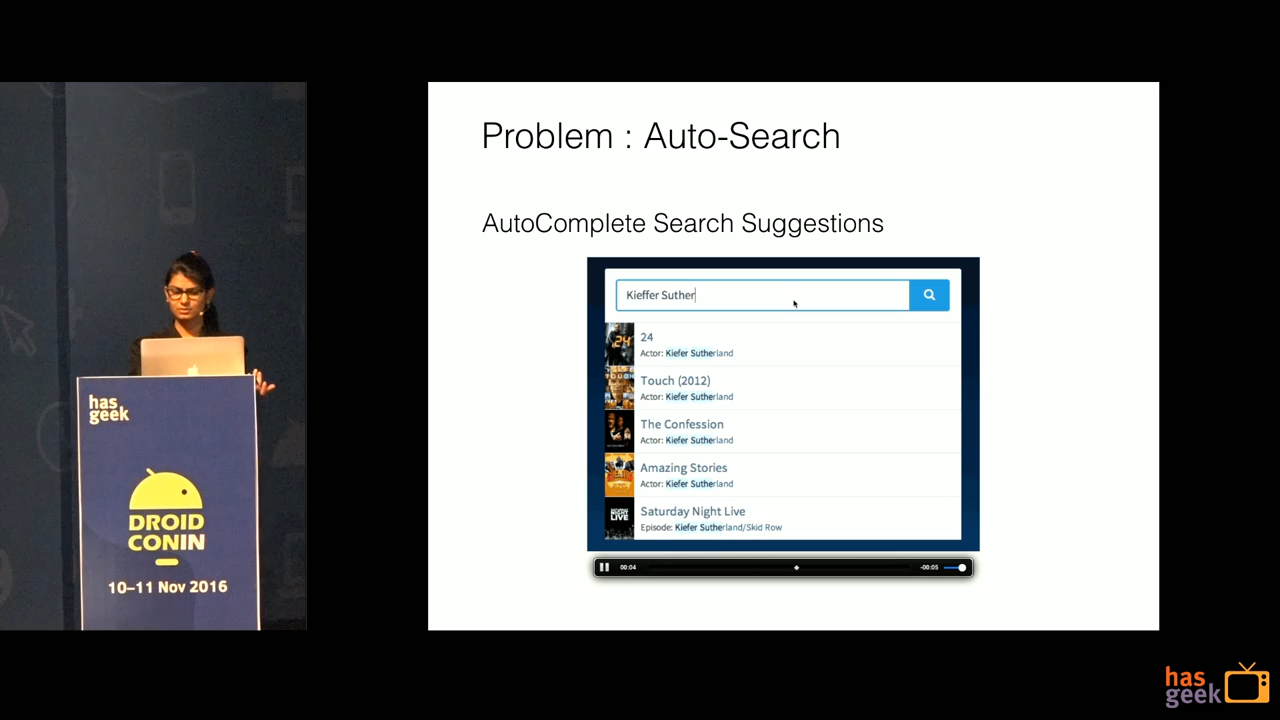 Problem : Auto-Search
AutoComplete Search Suggestions
Kieffer Suther
24
Actor: Kiefer Sutherland
Touch (2012)
Actor: Kiefer Sutherland
The Confession
Actor: Kiefer Sutherland
Amazing Stories
Actor: Kiefer Sutherland
Saturday Night Live
Episode: Kiefer Sutherland/Skid Row
00:04
-00:05
has
geek
DROID
CONIN
10–11 Nov 2016
has
geek